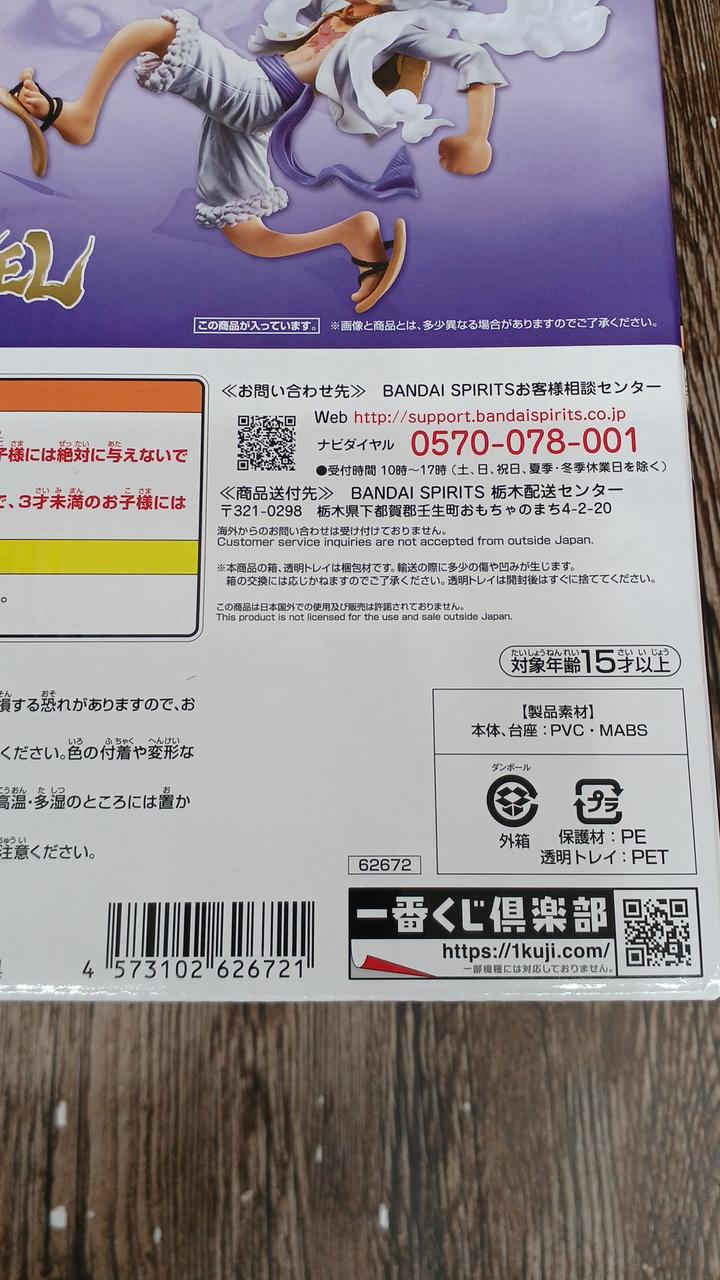 EL
この商品が入っています。 ※画像と商品とは、多少異なる場合がありますのでご了承ください。
≪お問い合わせ先≫ BANDAI SPIRITSお客様相談センター
Web http://support.bandaispirits.co.jp
ナビダイヤル 0570-078-001
●受付時間 10時～17時（土、日、祝日、夏季・冬季休業日を除く）
≪商品送付先≫ BANDAI SPIRITS 栃木配送センター
〒321-0298 栃木県下都賀郡壬生町おもちゃのまち4-2-20
海外からのお問い合わせは受け付けておりません。
Customer service inquiries are not accepted from outside Japan.
※本商品の箱、透明トレイは梱包材です。輸送の際に多少の傷や凹みが生じます。
箱の交換には応じかねますのでご了承ください。透明トレイは開封後はすぐに捨ててください。
この商品は日本国外での使用及び販売は許諾されておりません。
This product is not licensed for the use and sale outside Japan.
子様には絶対に与えないで
で、3才未満のお子様には
。
対象年齢15才以上
損する恐れがありますので、お
ください。色の付着や変形な
高温・多湿のところには置か
注意ください。
【製品素材】
本体、台座：PVC・MABS
ダンボール
外箱
プラ
保護材：PE
透明トレイ：PET
62672
4 573102 626721
一番くじ倶楽部
https://1kuji.com/
一部機種には対応しておりません。